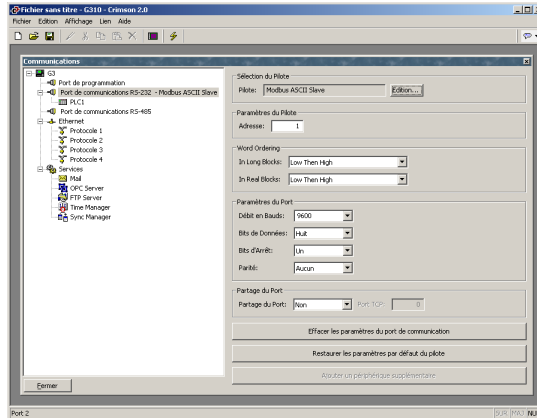 Fichier sans titre - G310 - Crimson 2.0
Fichier Edition Affichage Lien Aide
Communications
G3
Port de programmation
Port de communications RS-232 - Modbus ASCII Slave
PLC1
Port de communications RS-485
Ethernet
Protocole 1
Protocole 2
Protocole 3
Protocole 4
Services
Mail
OPC Server
FTP Server
Time Manager
Sync Manager
Fermer
Sélection du Pilote
Pilote: Modbus ASCII Slave Edition...
Paramètres du Pilote
Adresse: 1
Word Ordering
In Long Blocks: Low Then High
In Real Blocks: Low Then High
Paramètres du Port
Débit en Bauds: 9600
Bits de Données: Huit
Bits d'Arrêt: Un
Parité: Aucun
Partage du Port
Partage du Port: Non Port TCP: 0
Effacer les paramètres du port de communication
Restaurer les paramètres par défaut du pilote
Ajouter un périphérique supplémentaire
Port 2 SUR MAJ NU